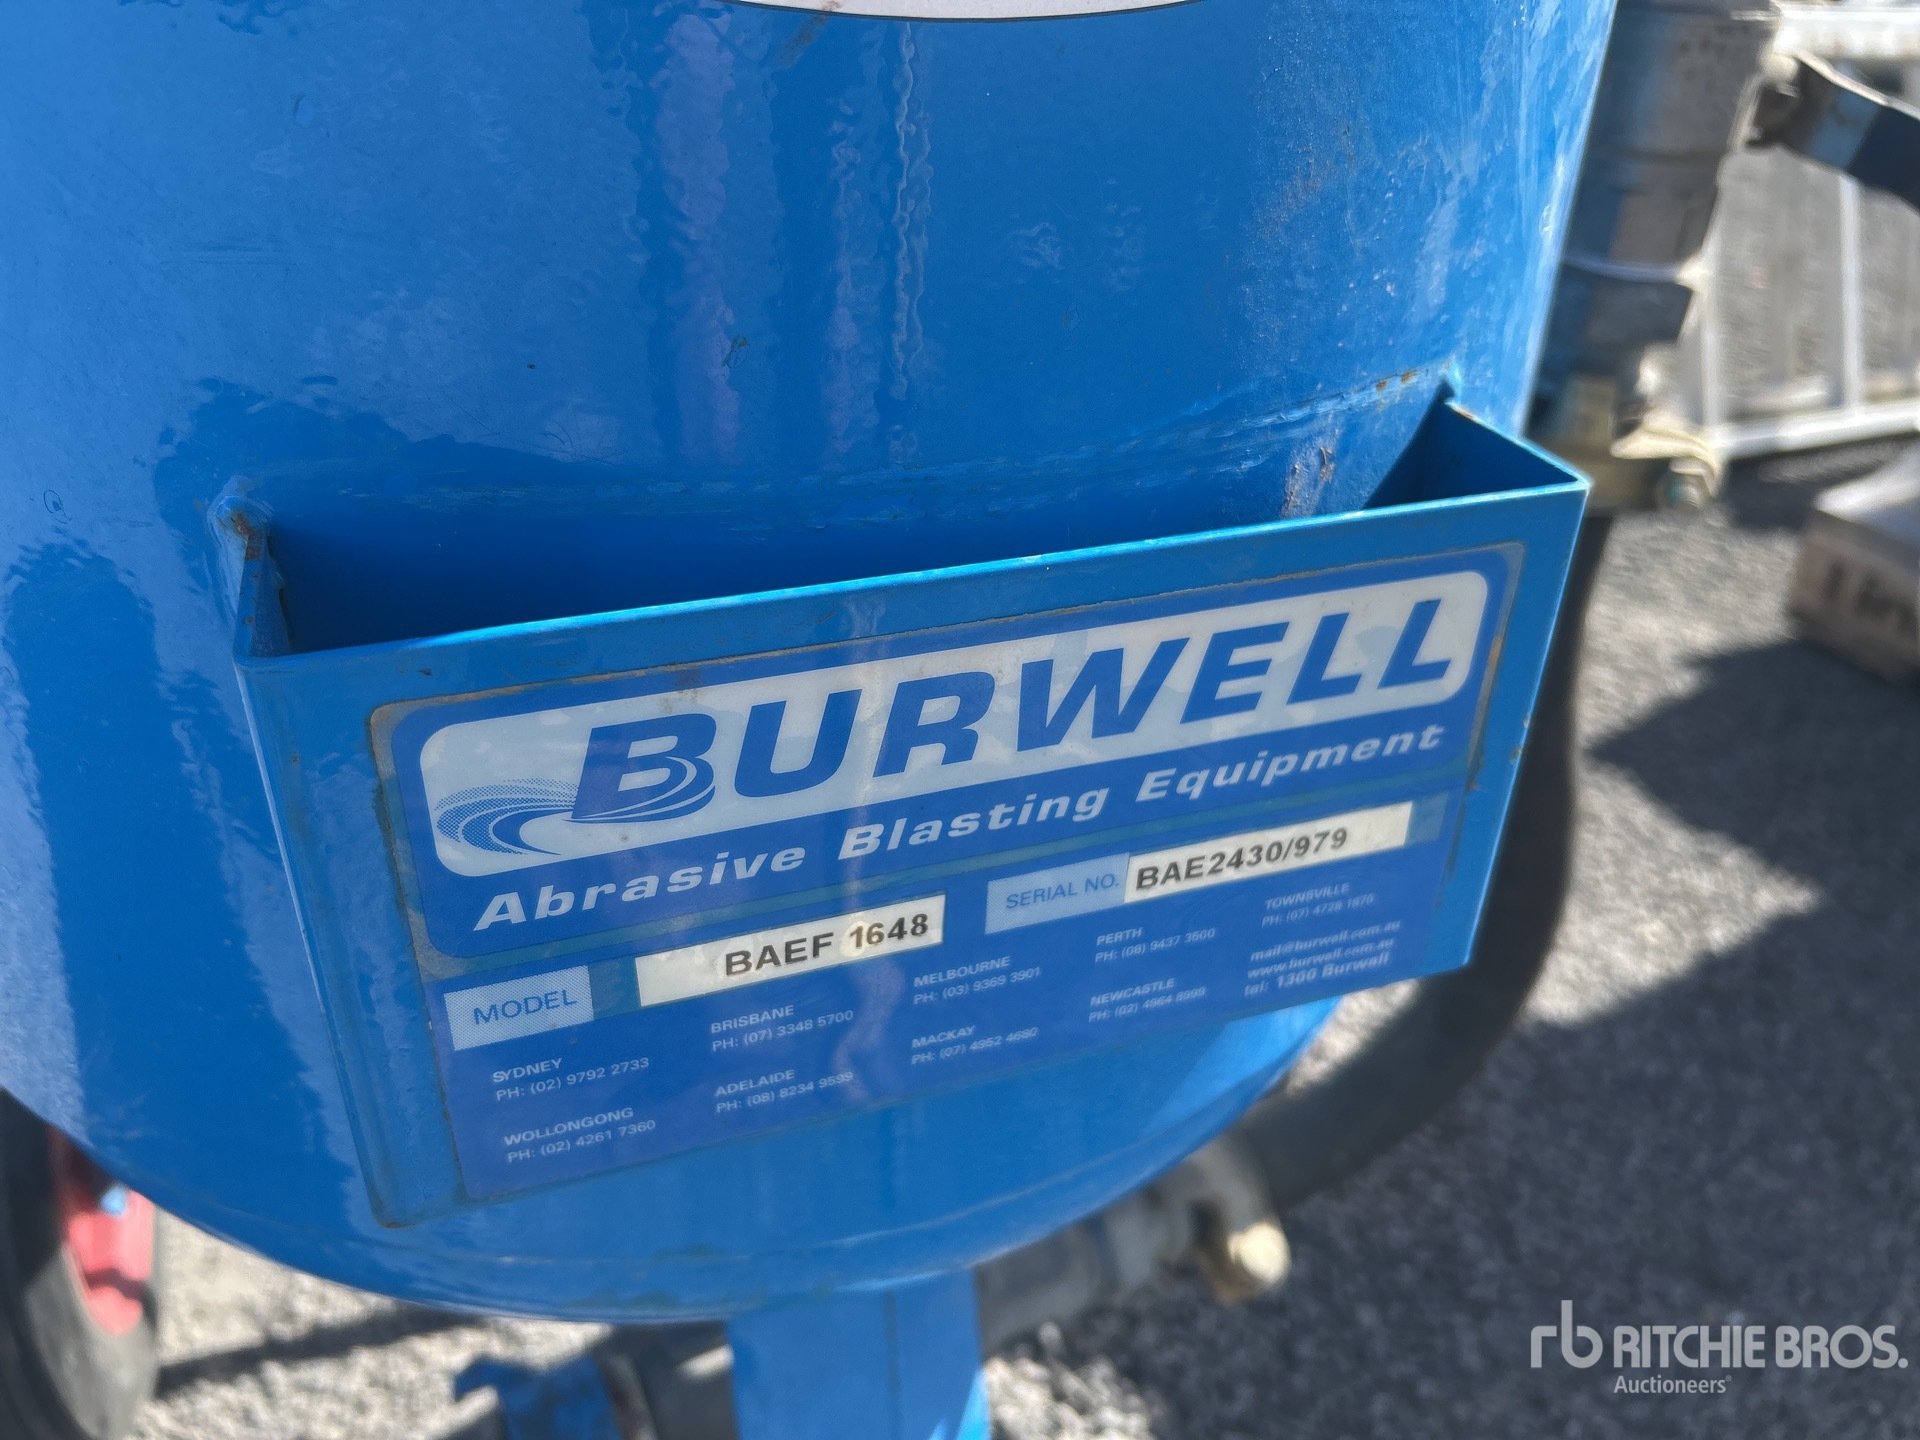 BURWELL
Abrasive Blasting Equipment
MODEL BAEF 1648
SERIAL NO. BAE2430/979
SYDNEY
PH: (02) 9792 2733
WOLLONGONG
PH: (02) 4261 7360
BRISBANE
PH: (07) 3348 5700
ADELAIDE
PH: (08) 8234 9599
MELBOURNE
PH: (03) 9369 3901
MACKAY
PH: (07) 4952 4680
PERTH
PH: (08) 9437 3500
NEWCASTLE
PH: (02) 4964 8999
TOWNSVILLE
PH: (07) 4728 1870
mail@burwell.com.au
www.burwell.com.au
tel: 1300 Burwell
rb RITCHIE BROS.
Auctioneers